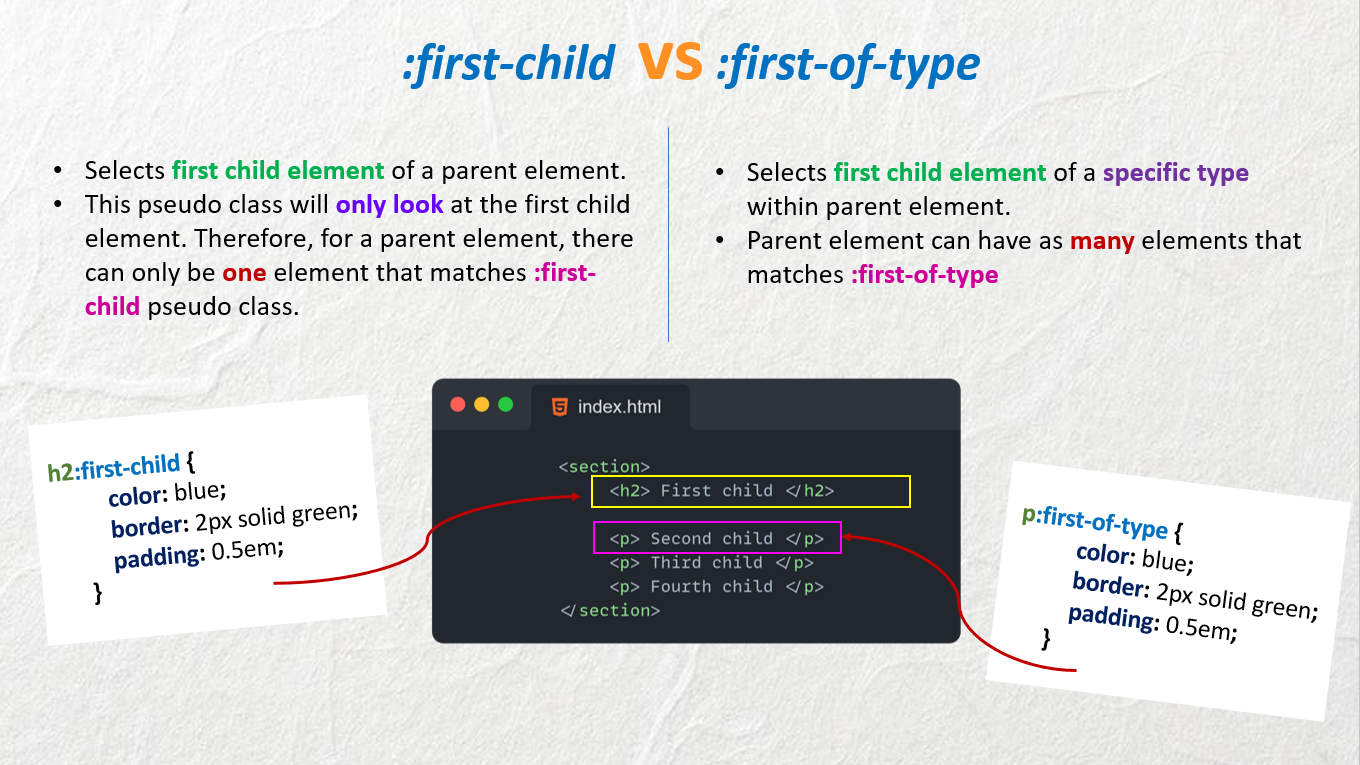 :first-child VS :first-of-type
• Selects first child element of a parent element.
• This pseudo class will only look at the first child
element. Therefore, for a parent element, there
can only be one element that matches :first-
child pseudo class.
• Selects first child element of a specific type
within parent element.
• Parent element can have as many elements that
matches :first-of-type
h2:first-child {
color: blue;
border: 2px solid green;
padding: 0.5em;
}
index.html
<section>
<h2> First child </h2>
<p> Second child </p>
<p> Third child </p>
<p> Fourth child </p>
</section>
p:first-of-type {
color: blue;
border: 2px solid green;
padding: 0.5em;
}